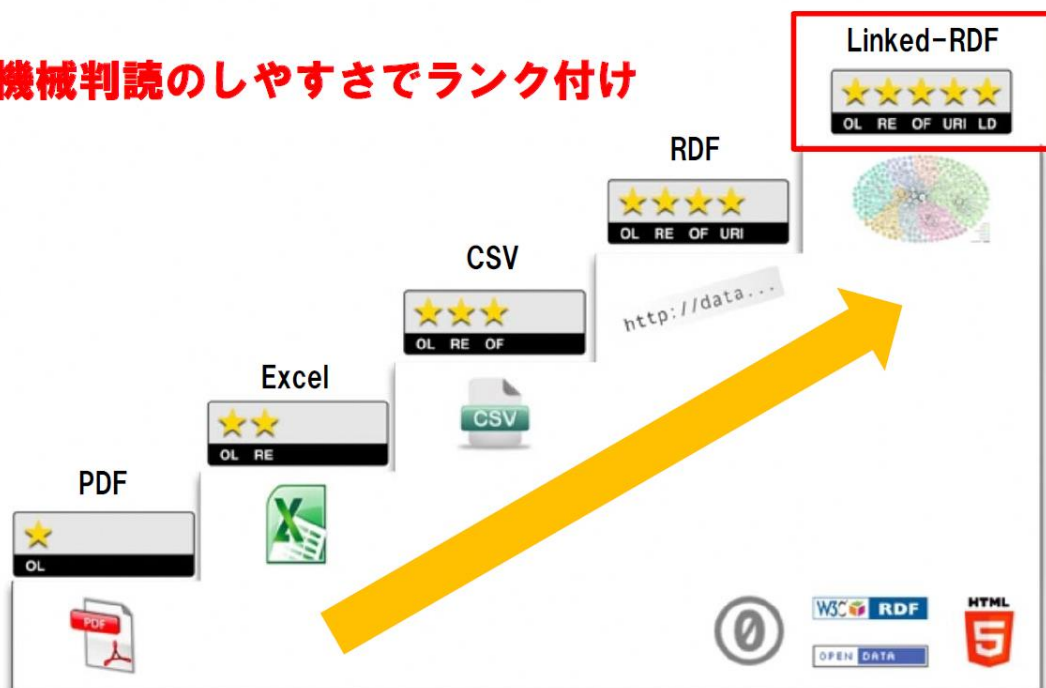 機械判読のしやすさでランク付け
Linked-RDF
OL RE OF URI LD
RDF
OL RE OF URI
http://data...
CSV
OL RE OF
CSV
Excel
OL RE
PDF
OL
PDF
W3C RDF
OPEN DATA
HTML
5
0